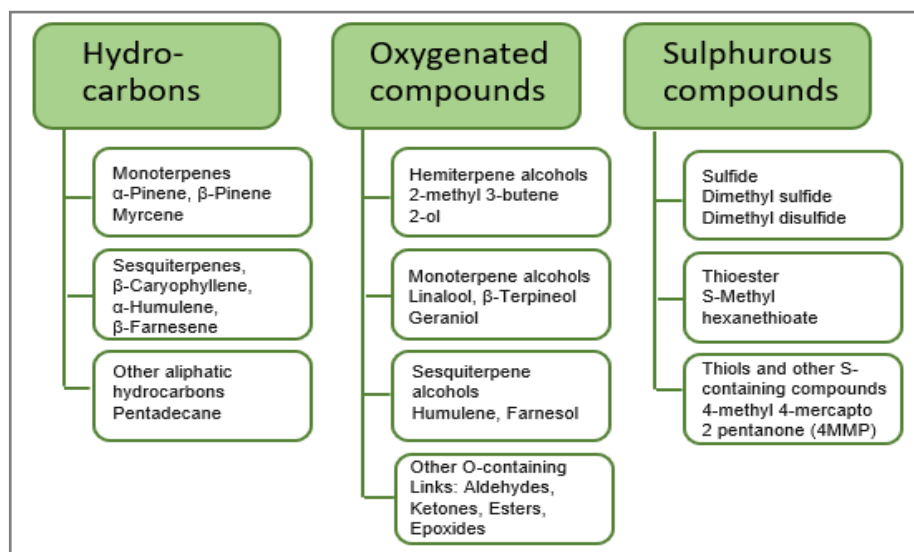 Hydro-
carbons
Monoterpenes
α-Pinene, β-Pinene
Myrcene
Sesquiterpenes,
β-Caryophyllene,
α-Humulene,
β-Farnesene
Other aliphatic
hydrocarbons
Pentadecane
Oxygenated
compounds
Hemiterpene alcohols
2-methyl 3-butene
2-ol
Monoterpene alcohols
Linalool, β-Terpineol
Geraniol
Sesquiterpene
alcohols
Humulene, Farnesol
Other O-containing
Links: Aldehydes,
Ketones, Esters,
Epoxides
Sulphurous
compounds
Sulfide
Dimethyl sulfide
Dimethyl disulfide
Thioester
S-Methyl
hexanethioate
Thiols and other S-
containing compounds
4-methyl 4-mercapto
2 pentanone (4MMP)